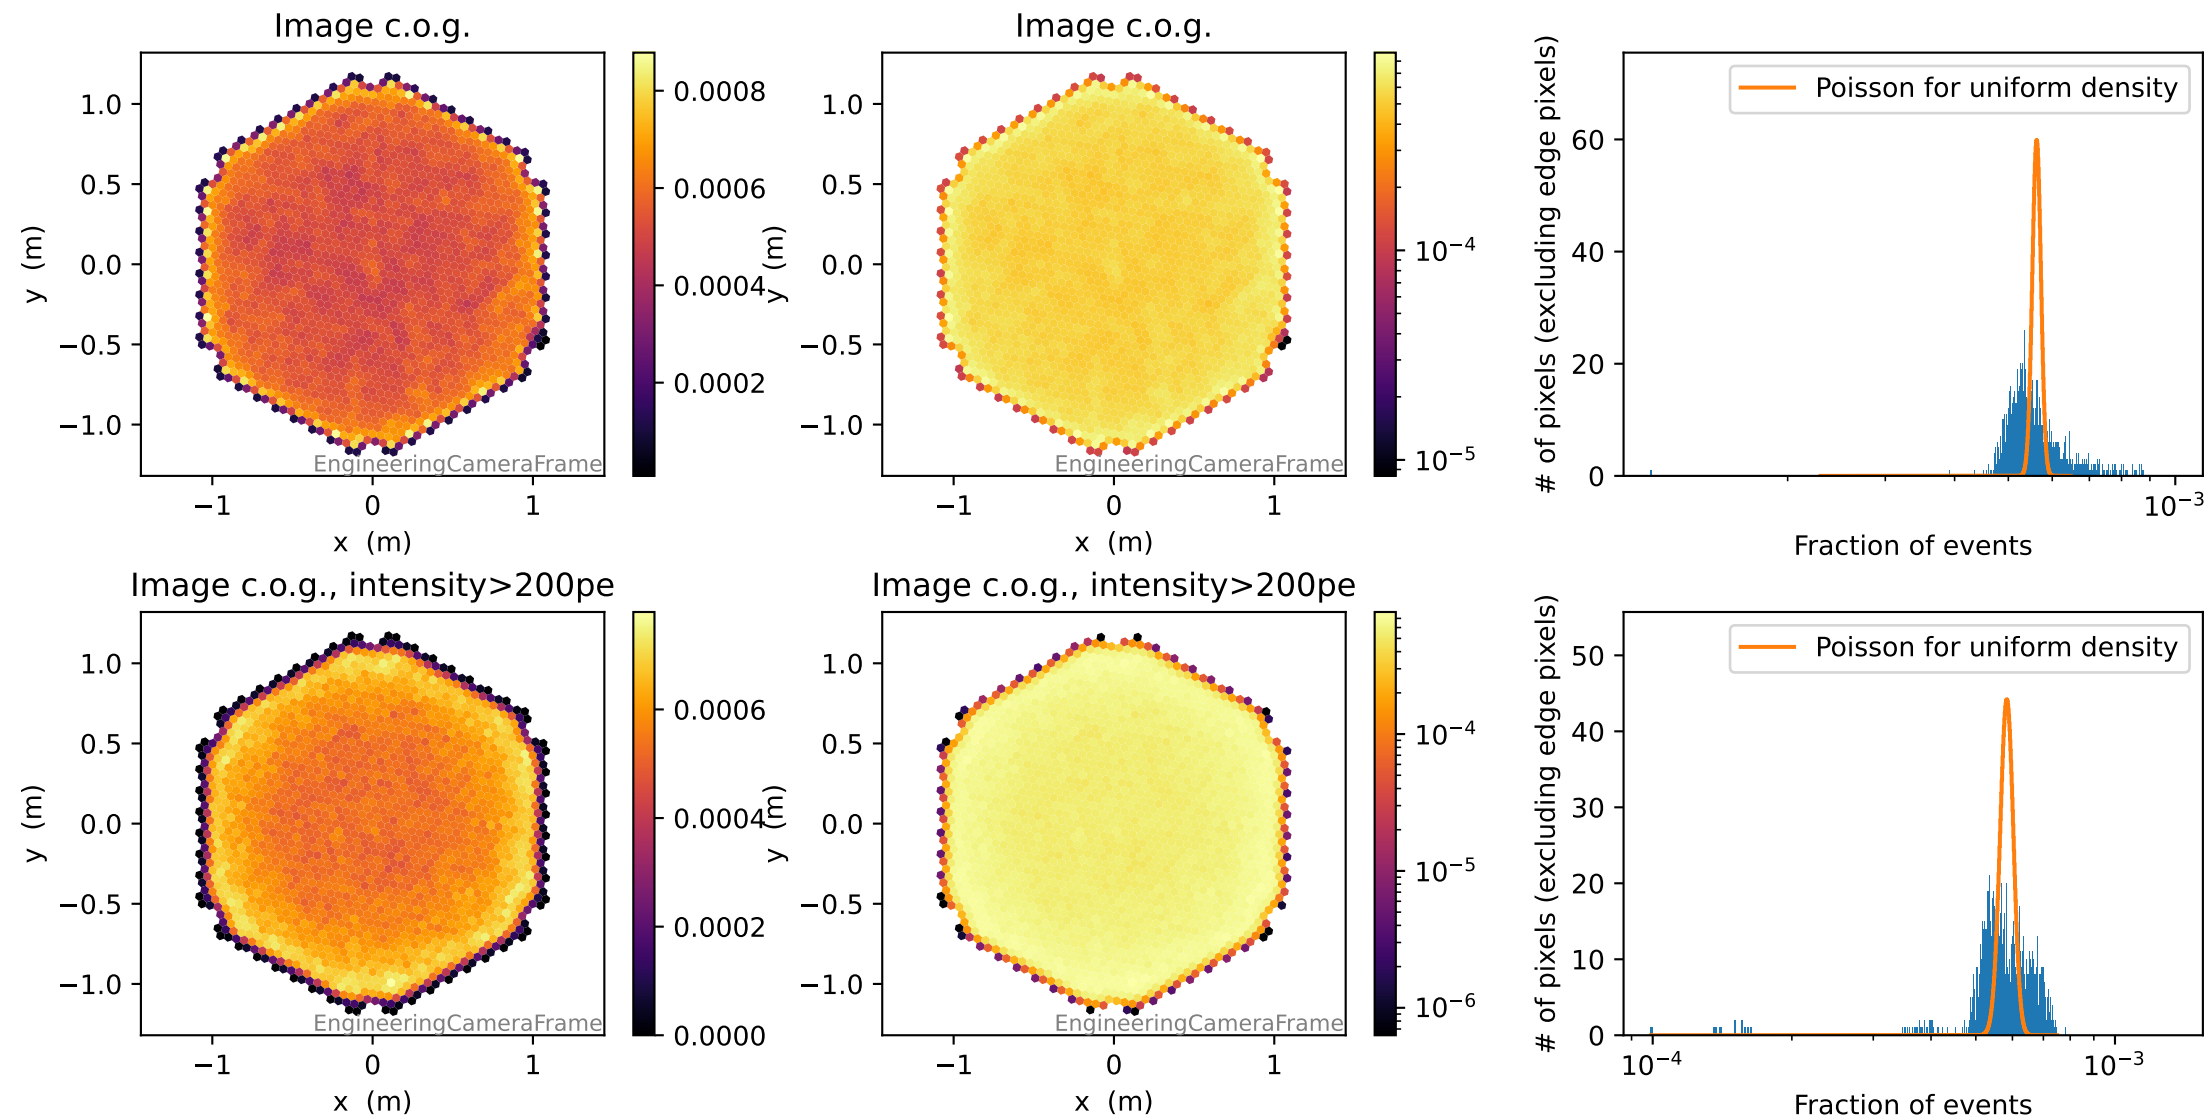 Image c.o.g.
1.0
0.5
0.0
−0.5
−1.0
y (m)
−1
0
1
x (m)
EngineeringCameraFrame
0.0008
0.0006
0.0004
0.0002
Image c.o.g.
1.0
0.5
0.0
−0.5
−1.0
y (m)
−1
0
1
x (m)
EngineeringCameraFrame
10⁻⁴
10⁻⁵
# of pixels (excluding edge pixels)
60
40
20
0
Poisson for uniform density
10⁻³
Fraction of events
Image c.o.g., intensity>200pe
1.0
0.5
0.0
−0.5
−1.0
y (m)
−1
0
1
x (m)
EngineeringCameraFrame
0.0006
0.0004
0.0002
0.0000
Image c.o.g., intensity>200pe
1.0
0.5
0.0
−0.5
−1.0
y (m)
−1
0
1
x (m)
EngineeringCameraFrame
10⁻⁴
10⁻⁵
10⁻⁶
# of pixels (excluding edge pixels)
50
40
30
20
10
0
Poisson for uniform density
10⁻⁴
10⁻³
Fraction of events